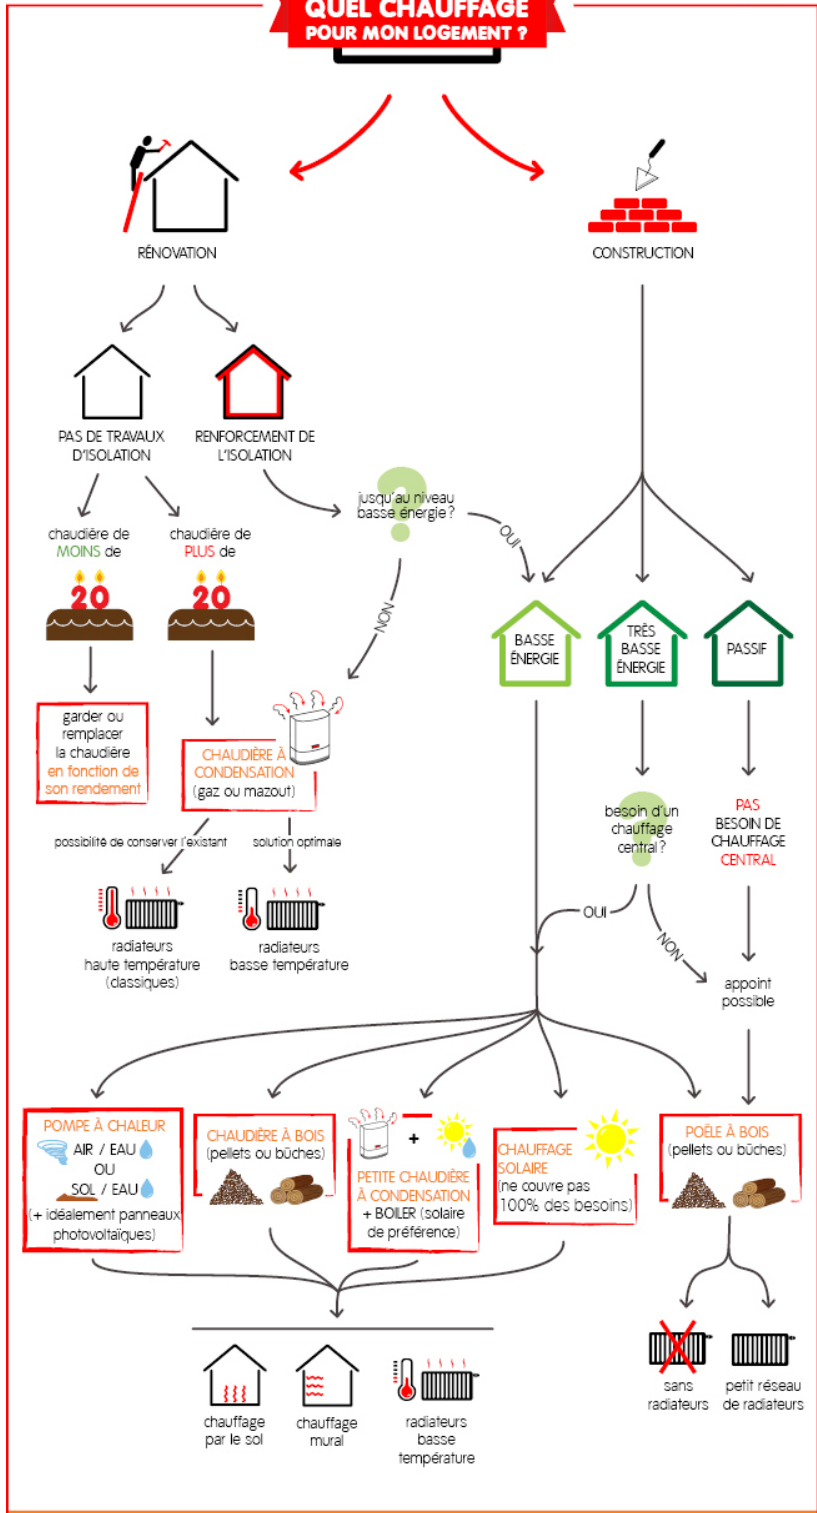 QUEL CHAUFFAGE
POUR MON LOGEMENT ?
RÉNOVATION
CONSTRUCTION
PAS DE TRAVAUX
D'ISOLATION
RENFORCEMENT DE
L'ISOLATION
jusqu'au niveau
basse énergie ?
OUI
NON
chaudière de
MOINS de
20
chaudière de
PLUS de
20
BASSE
ÉNERGIE
TRÈS
BASSE
ÉNERGIE
PASSIF
garder ou
remplacer
la chaudière
en fonction de
son rendement
CHAUDIÈRE À
CONDENSATION
(gaz ou mazout)
possibilité de conserver l'existant
solution optimale
radiateurs
haute température
(classiques)
radiateurs
basse température
besoin d'un
chauffage
central ?
OUI
NON
PAS
BESOIN DE
CHAUFFAGE
CENTRAL
appoint
possible
POMPE À CHALEUR
AIR / EAU
OU
SOL / EAU
(+ idéalement panneaux
photovoltaïques)
CHAUDIÈRE À BOIS
(pellets ou bûches)
+
PETITE CHAUDIÈRE
À CONDENSATION
+ BOILER (solaire
de préférence)
CHAUFFAGE
SOLAIRE
(ne couvre pas
100% des besoins)
POÊLE À BOIS
(pellets ou bûches)
chauffage
par le sol
chauffage
mural
radiateurs
basse
température
sans
radiateurs
petit réseau
de radiateurs